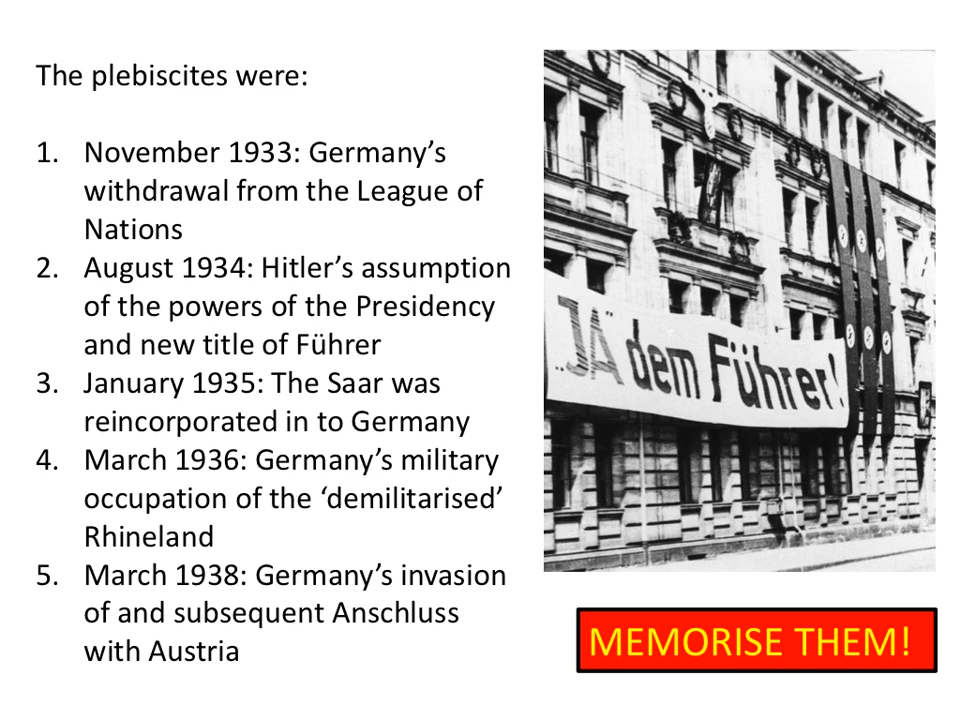 The plebiscites were:
1. November 1933: Germany’s
withdrawal from the League of
Nations
2. August 1934: Hitler’s assumption
of the powers of the Presidency
and new title of Führer
3. January 1935: The Saar was
reincorporated in to Germany
4. March 1936: Germany’s military
occupation of the ‘demilitarised’
Rhineland
5. March 1938: Germany’s invasion
of and subsequent Anschluss
with Austria
„JA“ dem Führer!
MEMORISE THEM!